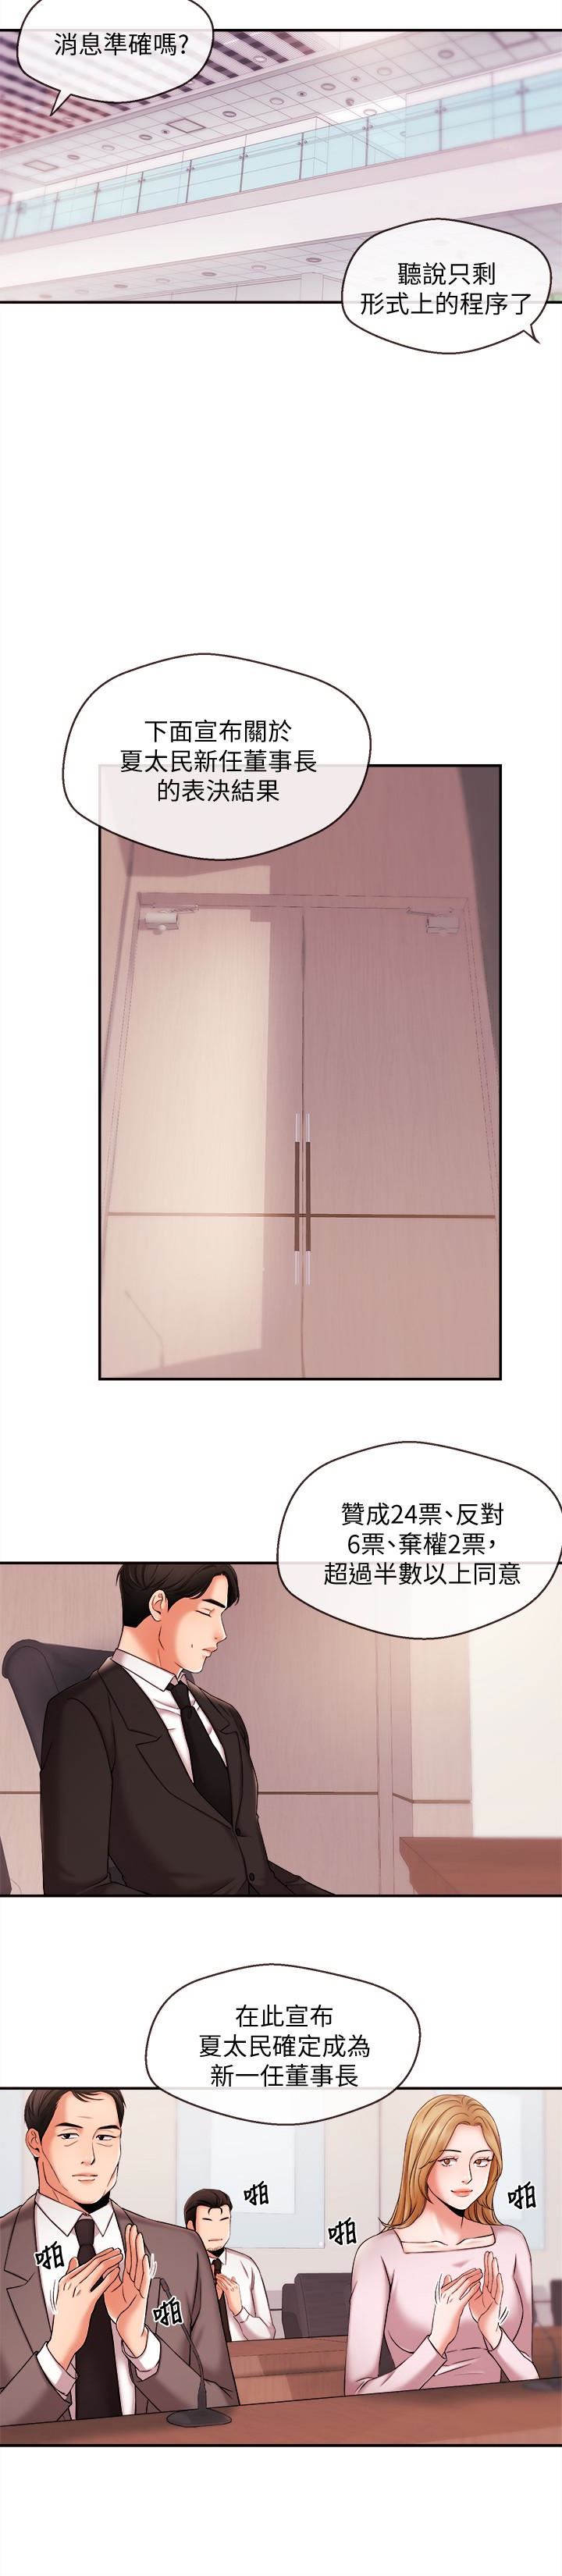 消息準確嗎?
聽說只剩
形式上的程序了
下面宣布關於
夏太民新任董事長
的表決結果
贊成24票、反對
6票、棄權2票,
超過半數以上同意
在此宣布
夏太民確定成為
新一任董事長
啪
啪
啪
啪
啪